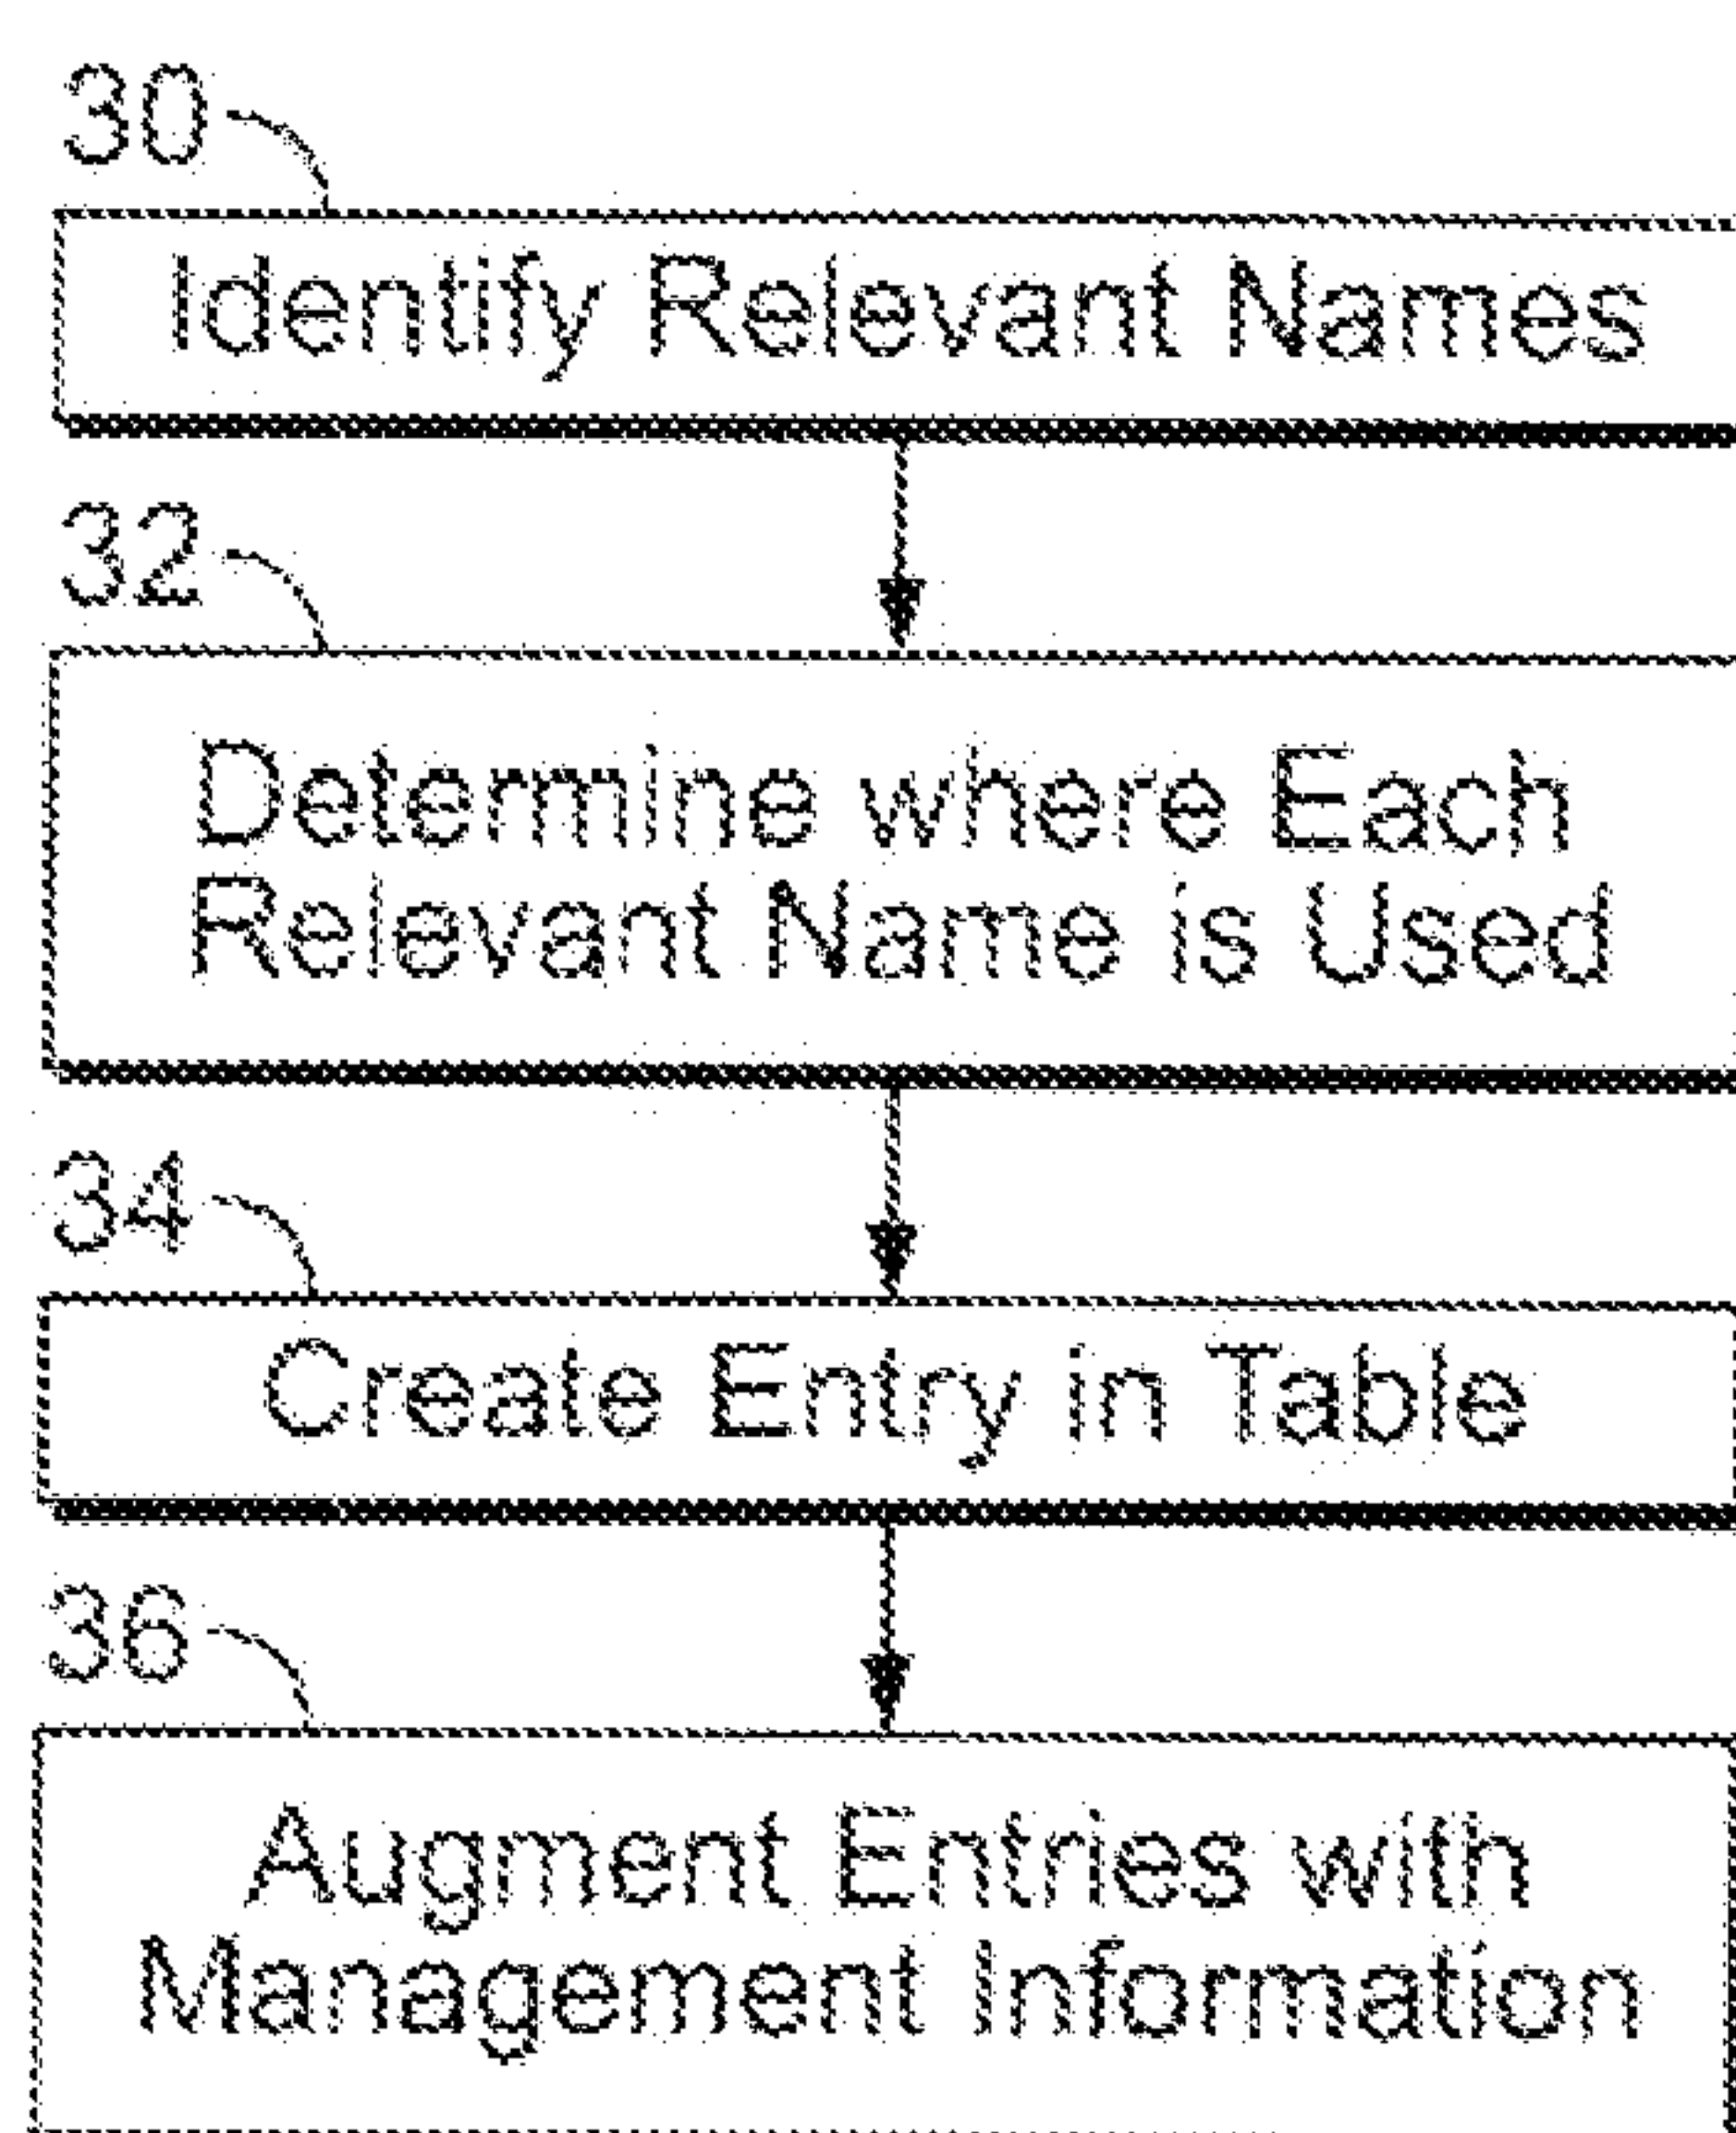 30
Identify Relevant Names
32
Determine where Each
Relevant Name is Used
34
Create Entry in Table
36
Augment Entries with
Management Information